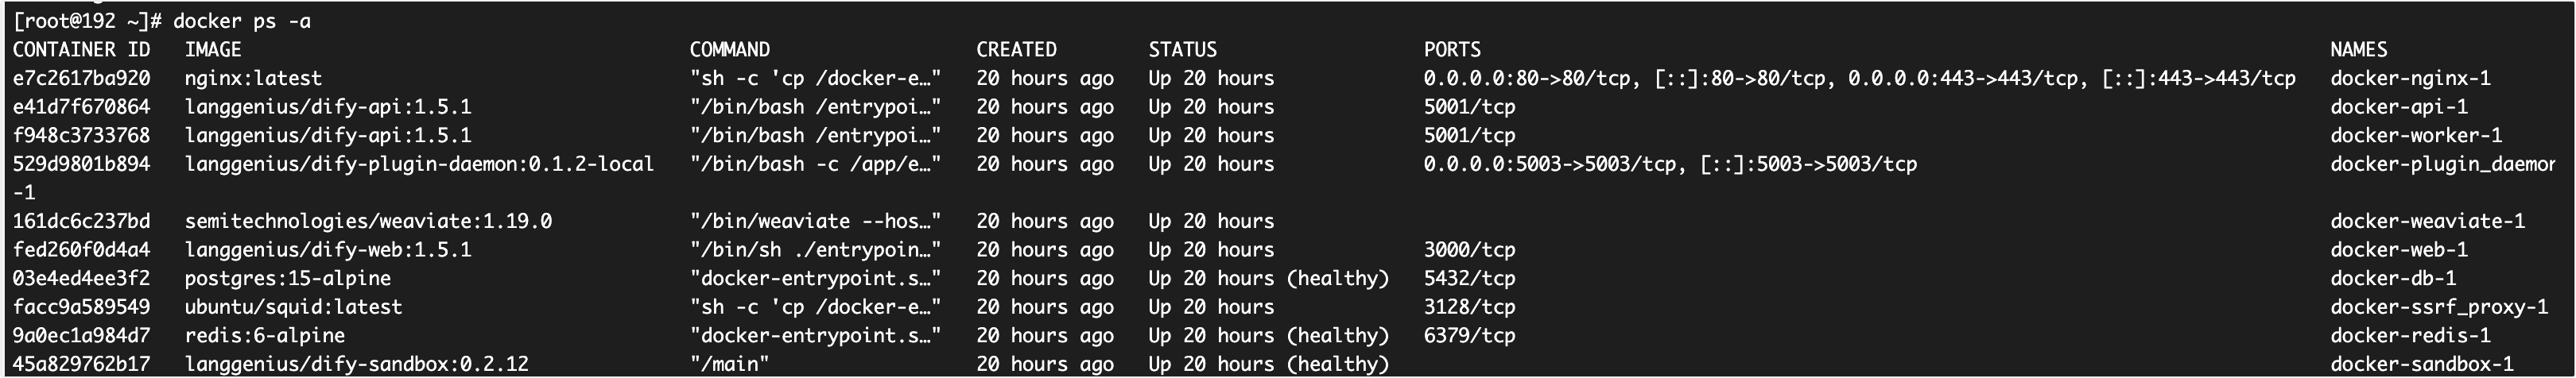 [root@192 ~]# docker ps -a
CONTAINER ID   IMAGE                                       COMMAND                  CREATED        STATUS                  PORTS                                                                          NAMES
e7c2617ba920   nginx:latest                                "sh -c 'cp /docker-e…"   20 hours ago   Up 20 hours             0.0.0.0:80->80/tcp, [::]:80->80/tcp, 0.0.0.0:443->443/tcp, [::]:443->443/tcp   docker-nginx-1
e41d7f670864   langgenius/dify-api:1.5.1                   "/bin/bash /entrypoi…"   20 hours ago   Up 20 hours             5001/tcp                                                                       docker-api-1
f948c3733768   langgenius/dify-api:1.5.1                   "/bin/bash /entrypoi…"   20 hours ago   Up 20 hours             5001/tcp                                                                       docker-worker-1
529d9801b894   langgenius/dify-plugin-daemon:0.1.2-local   "/bin/bash -c /app/e…"   20 hours ago   Up 20 hours             0.0.0.0:5003->5003/tcp, [::]:5003->5003/tcp                                    docker-plugin_daemon
-1
161dc6c237bd   semitechnologies/weaviate:1.19.0            "/bin/weaviate --hos…"   20 hours ago   Up 20 hours                                                                                            docker-weaviate-1
fed260f0d4a4   langgenius/dify-web:1.5.1                   "/bin/sh ./entrypoin…"   20 hours ago   Up 20 hours             3000/tcp                                                                       docker-web-1
03e4ed4ee3f2   postgres:15-alpine                          "docker-entrypoint.s…"   20 hours ago   Up 20 hours (healthy)   5432/tcp                                                                       docker-db-1
facc9a589549   ubuntu/squid:latest                         "sh -c 'cp /docker-e…"   20 hours ago   Up 20 hours             3128/tcp                                                                       docker-ssrf_proxy-1
9a0ec1a984d7   redis:6-alpine                              "docker-entrypoint.s…"   20 hours ago   Up 20 hours (healthy)   6379/tcp                                                                       docker-redis-1
45a829762b17   langgenius/dify-sandbox:0.2.12              "/main"                  20 hours ago   Up 20 hours (healthy)                                                                                  docker-sandbox-1